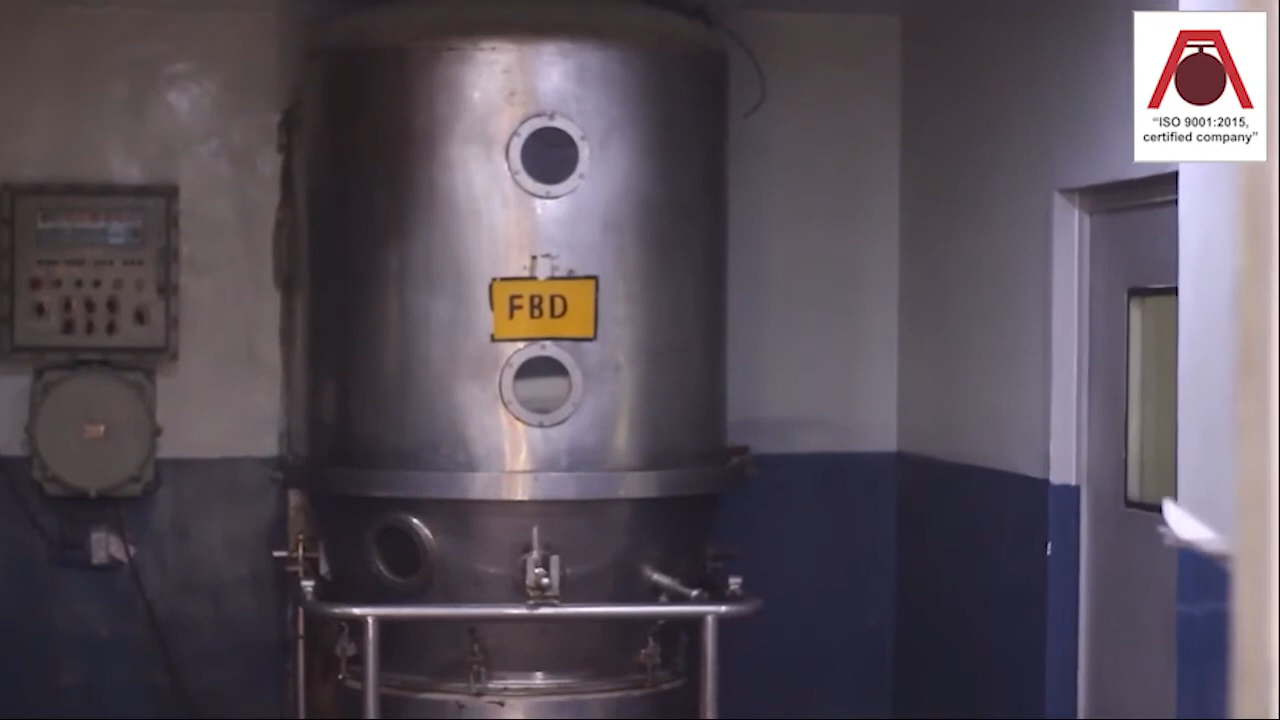 FBD
“ISO 9001:2015,
certified company”